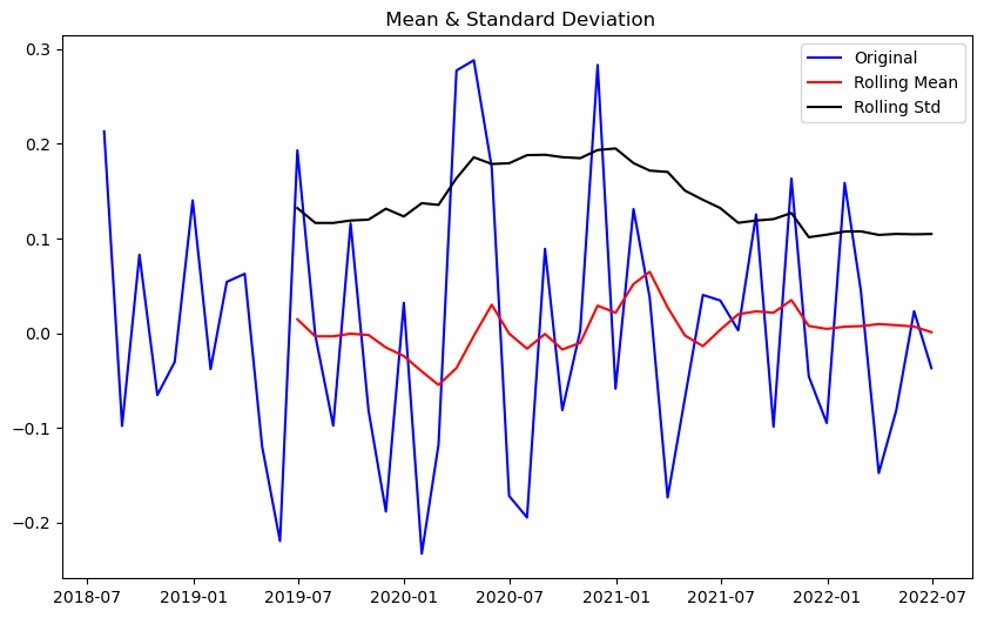 Mean & Standard Deviation
Original
Rolling Mean
Rolling Std
0.3
0.2
0.1
0.0
−0.1
−0.2
2018-07 2019-01 2019-07 2020-01 2020-07 2021-01 2021-07 2022-01 2022-07